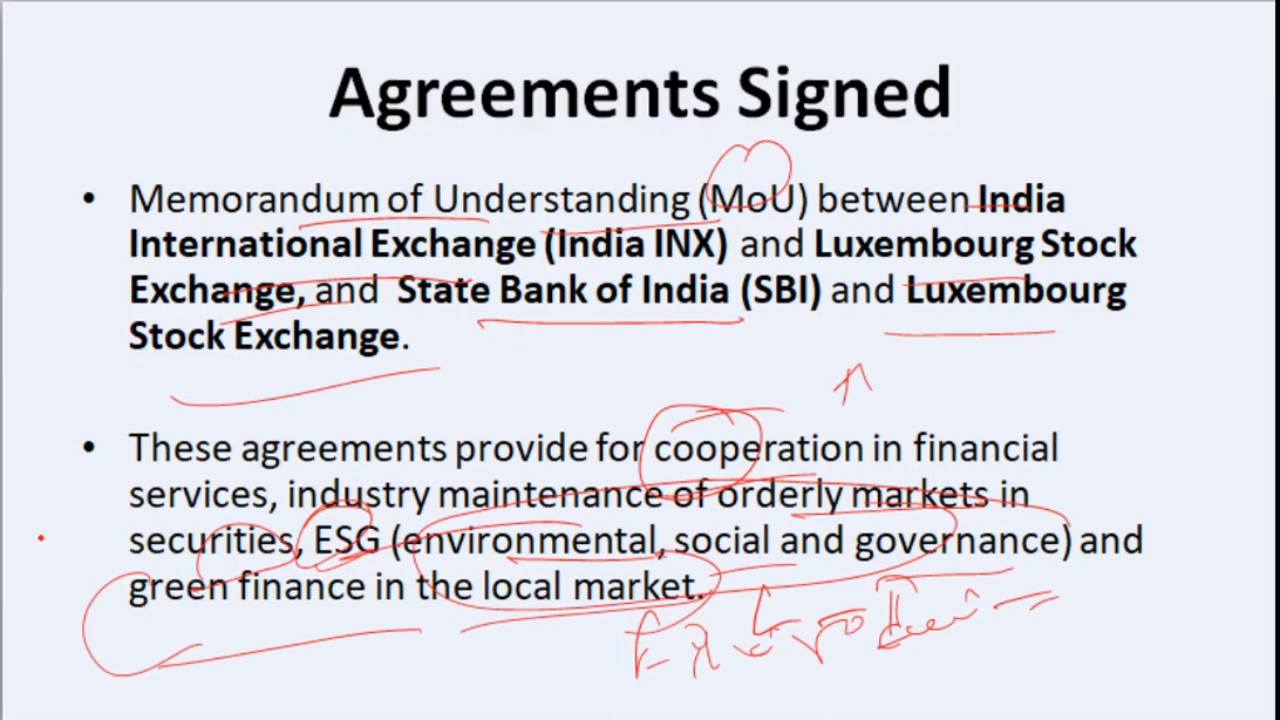 Agreements Signed
• Memorandum of Understanding (MoU) between India
International Exchange (India INX) and Luxembourg Stock
Exchange, and State Bank of India (SBI) and Luxembourg
Stock Exchange.
• These agreements provide for cooperation in financial
services, industry maintenance of orderly markets in
securities, ESG (environmental, social and governance) and
green finance in the local market.